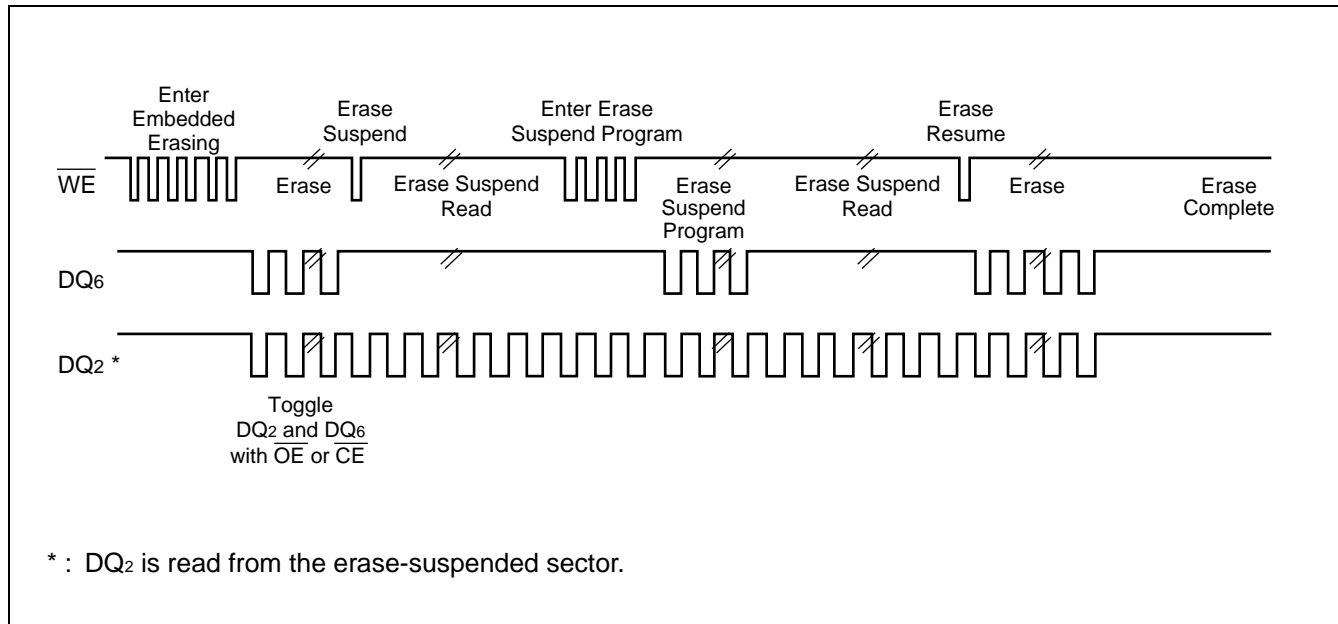 Enter
Embedded
Erasing
Erase
Suspend
Enter Erase
Suspend Program
Erase
Resume
WE
Erase
Erase Suspend
Read
Erase
Suspend
Program
Erase Suspend
Read
Erase
Erase
Complete
DQ6
DQ2 *
Toggle
DQ2 and DQ6
with OE or CE
* : DQ2 is read from the erase-suspended sector.